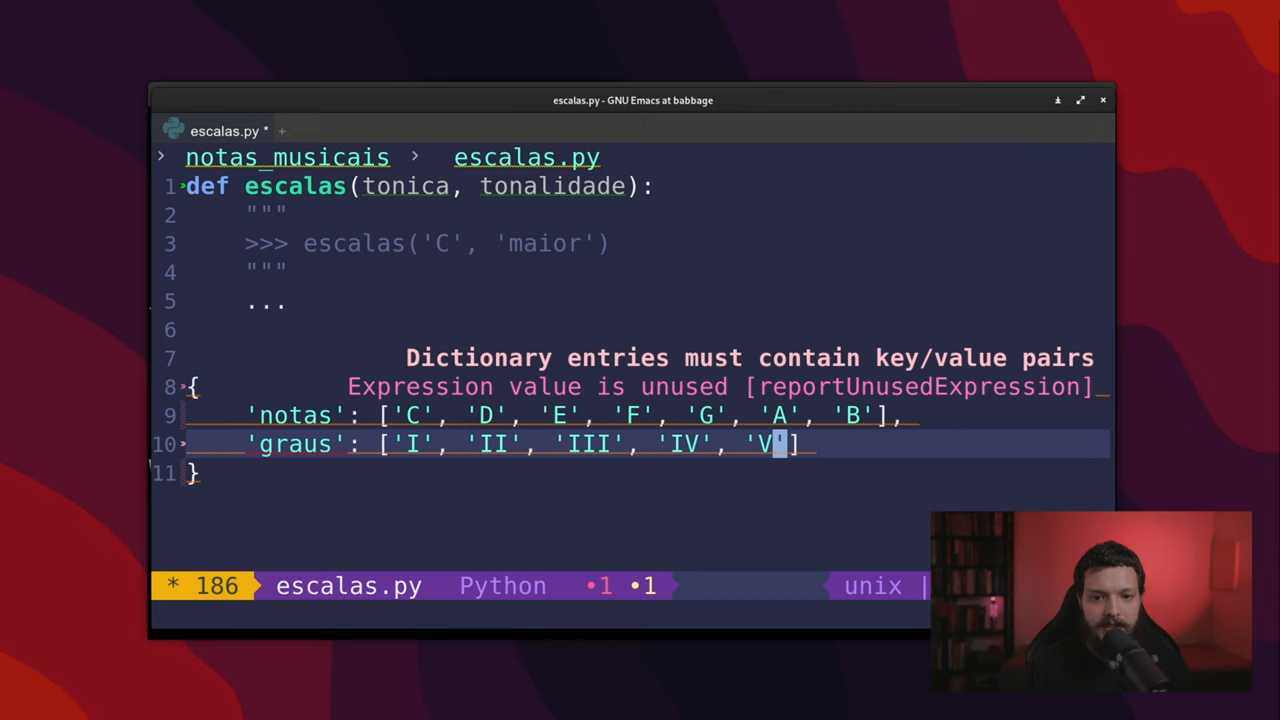 escalas.py - GNU Emacs at babbage
escalas.py * +
> notas_musicais > escalas.py
1 def escalas(tonica, tonalidade):
2 """
3 >>> escalas('C', 'maior')
4 """
5 ...
6
7 Dictionary entries must contain key/value pairs
8 { Expression value is unused [reportUnusedExpression]
9 'notas': ['C', 'D', 'E', 'F', 'G', 'A', 'B'],
10 'graus': ['I', 'II', 'III', 'IV', 'V']
11 }
* 186 escalas.py Python •1 •1 unix |